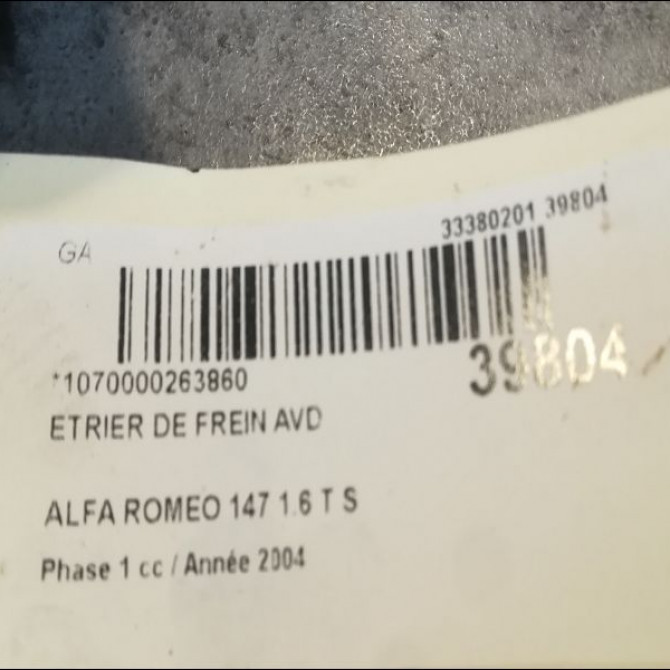 GA
33380201 39804
*1070000263860
39804
ETRIER DE FREIN AVD
ALFA ROMEO 147 1.6 T S
Phase 1 cc / Année 2004